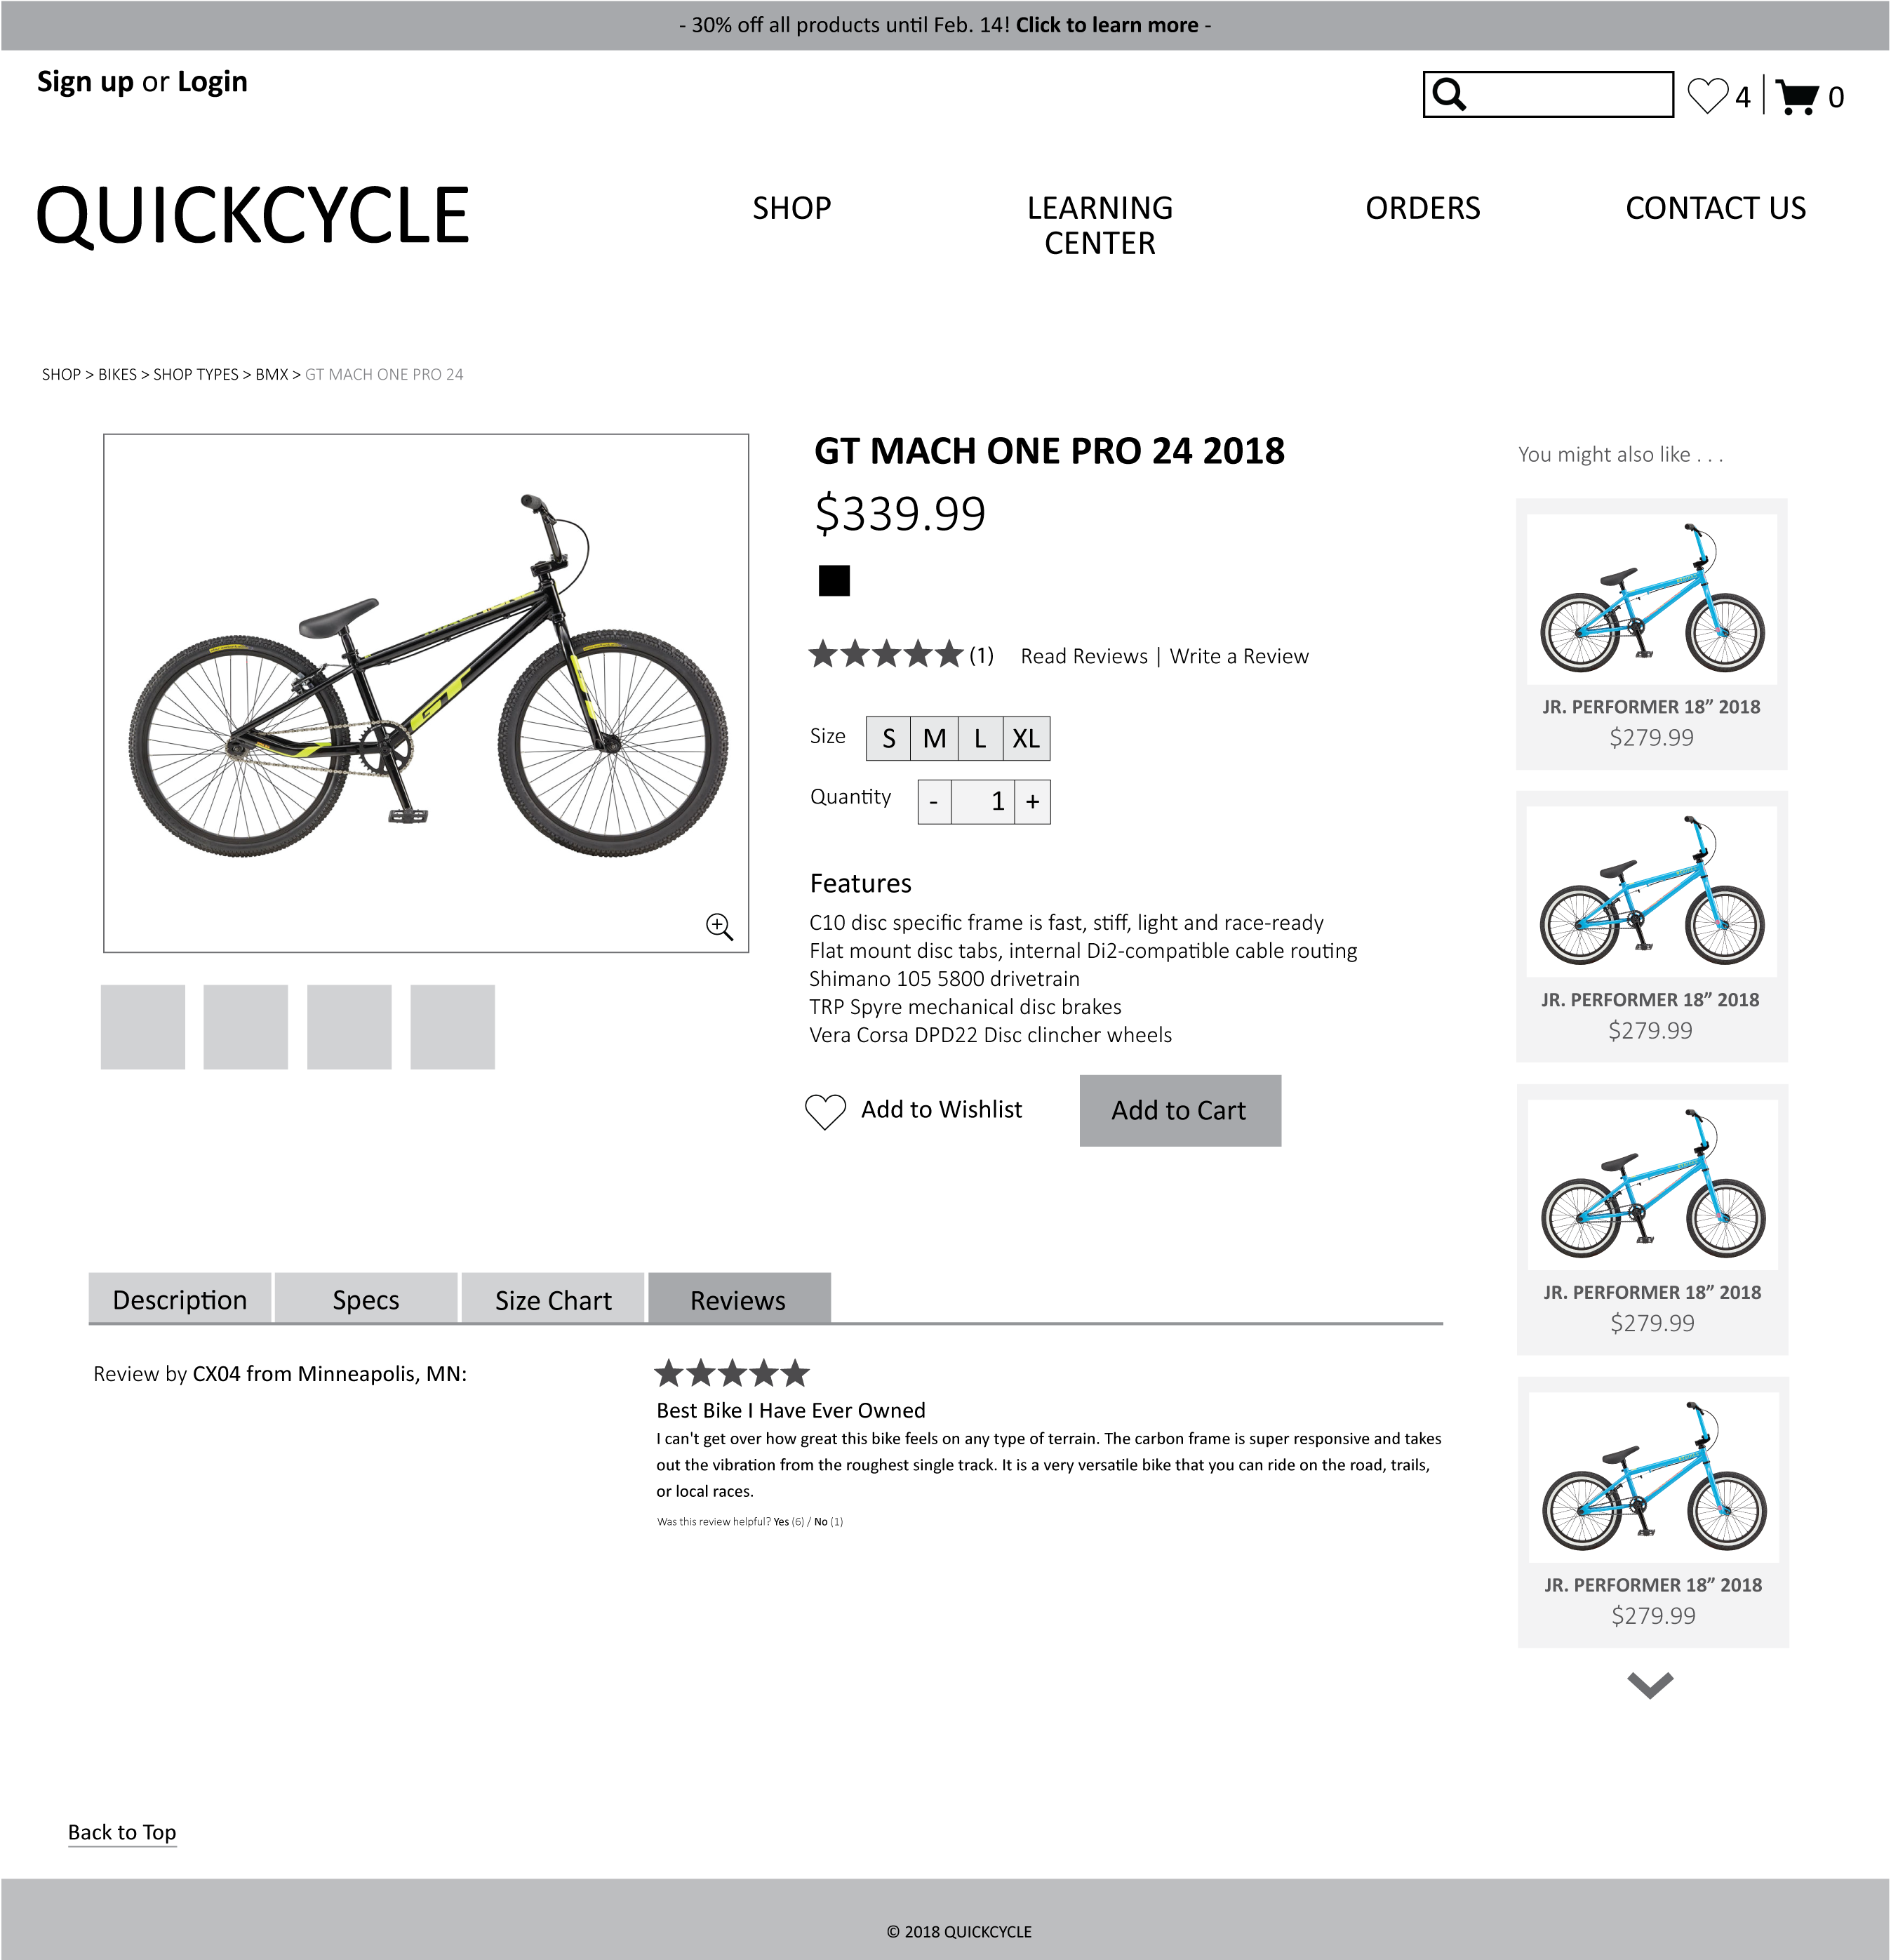 - 30% off all products until Feb. 14! Click to learn more -
Sign up or Login
4
0
QUICKCYCLE
SHOP
LEARNING
CENTER
ORDERS
CONTACT US
SHOP > BIKES > SHOP TYPES > BMX > GT MACH ONE PRO 24
GT
GT MACH ONE PRO 24 2018
$339.99
(1)
Read Reviews | Write a Review
Size
S M L XL
Quantity
- 1 +
Features
C10 disc specific frame is fast, stiff, light and race-ready
Flat mount disc tabs, internal Di2-compatible cable routing
Shimano 105 5800 drivetrain
TRP Spyre mechanical disc brakes
Vera Corsa DPD22 Disc clincher wheels
Add to Wishlist
Add to Cart
You might also like . . .
JR. PERFORMER 18” 2018
$279.99
JR. PERFORMER 18” 2018
$279.99
JR. PERFORMER 18” 2018
$279.99
JR. PERFORMER 18” 2018
$279.99
Description
Specs
Size Chart
Reviews
Review by CX04 from Minneapolis, MN:
Best Bike I Have Ever Owned
I can't get over how great this bike feels on any type of terrain. The carbon frame is super responsive and takes
out the vibration from the roughest single track. It is a very versatile bike that you can ride on the road, trails,
or local races.
Was this review helpful? Yes (6) / No (1)
Back to Top
© 2018 QUICKCYCLE